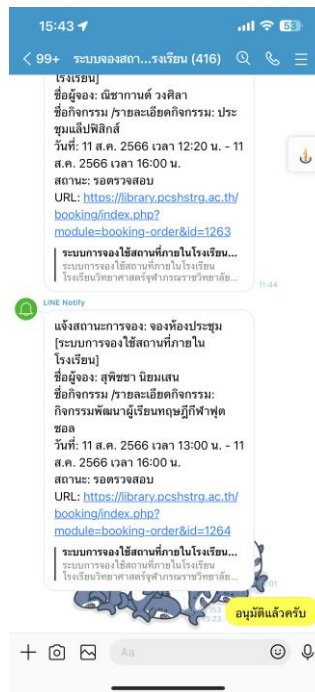 15:43
53
99+ ระบบจองสถา...รงเรียน (416)
โรงเรียน]
ชื่อผู้จอง: ณิชากานต์ วงศิลา
ชื่อกิจกรรม /รายละเอียดกิจกรรม: ประ
ชุมแล็ปฟิสิกส์
วันที่: 11 ส.ค. 2566 เวลา 12:20 น. - 11
ส.ค. 2566 เวลา 16:00 น.
สถานะ: รอตรวจสอบ
URL: https://library.pcshstrg.ac.th/
booking/index.php?
module=booking-order&id=1263
ระบบการจองใช้สถานที่ภายในโรงเรียน...
ระบบการจองใช้สถานที่ภายในโรงเรียน
โรงเรียนวิทยาศาสตร์จุฬาภรณราชวิทยาลัย...
11:44
LINE Notify
แจ้งสถานะการจอง: จองห้องประชุม
[ระบบการจองใช้สถานที่ภายใน
โรงเรียน]
ชื่อผู้จอง: สุพิชชา นิยมเสน
ชื่อกิจกรรม /รายละเอียดกิจกรรม:
กิจกรรมพัฒนาผู้เรียนทฤษฎีกีฬาฟุต
ซอล
วันที่: 11 ส.ค. 2566 เวลา 13:00 น. - 11
ส.ค. 2566 เวลา 16:00 น.
สถานะ: รอตรวจสอบ
URL: https://library.pcshstrg.ac.th/
booking/index.php?
module=booking-order&id=1264
ระบบการจองใช้สถานที่ภายในโรงเรียน...
ระบบการจองใช้สถานที่ภายในโรงเรียน
โรงเรียนวิทยาศาสตร์จุฬาภรณราชวิทยาลัย...
อนุมัติแล้วครับ
13:23
Aa